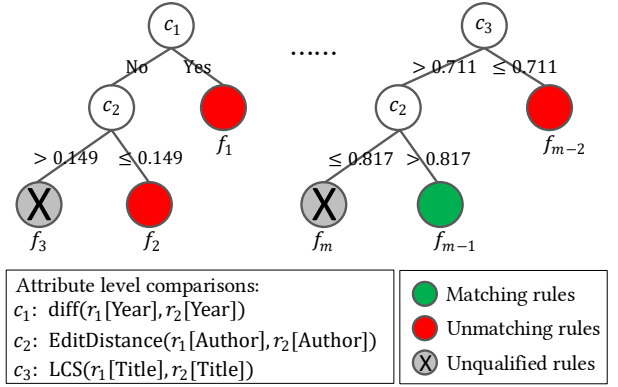 c₁ …… c₃
No Yes > 0.711 ≤ 0.711
c₂ f₁ c₂ f_{m−2}
> 0.149 ≤ 0.149 ≤ 0.817 > 0.817
X X
f₃ f₂ f_m f_{m−1}
Attribute level comparisons:
c₁: diff(r₁[Year], r₂[Year])
c₂: EditDistance(r₁[Author], r₂[Author])
c₃: LCS(r₁[Title], r₂[Title])
Matching rules
Unmatching rules
X Unqualified rules